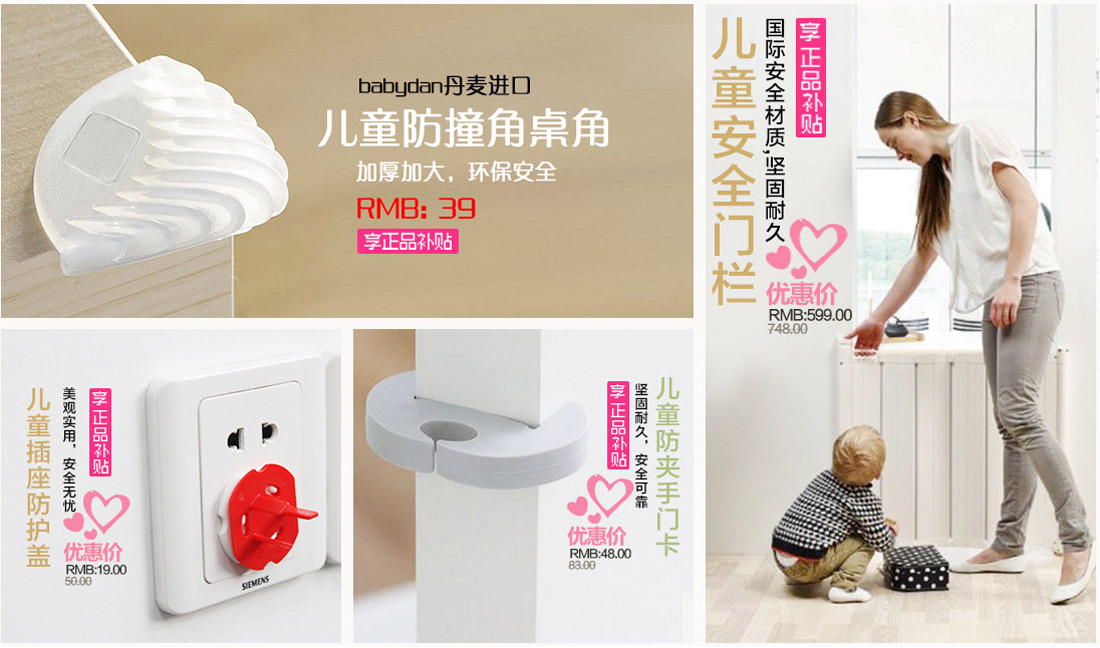 babydan丹麦进口
儿童防撞角桌角
加厚加大，环保安全
RMB: 39
享正品补贴
儿童安全门栏
国际安全材质,坚固耐久
享正品补贴
优惠价
RMB:599.00
748.00
儿童插座防护盖
美观实用，安全无忧
享正品补贴
优惠价
RMB:19.00
50.00
SIEMENS
享正品补贴
坚固耐久，安全可靠
儿童防夹手门卡
优惠价
RMB:48.00
83.00